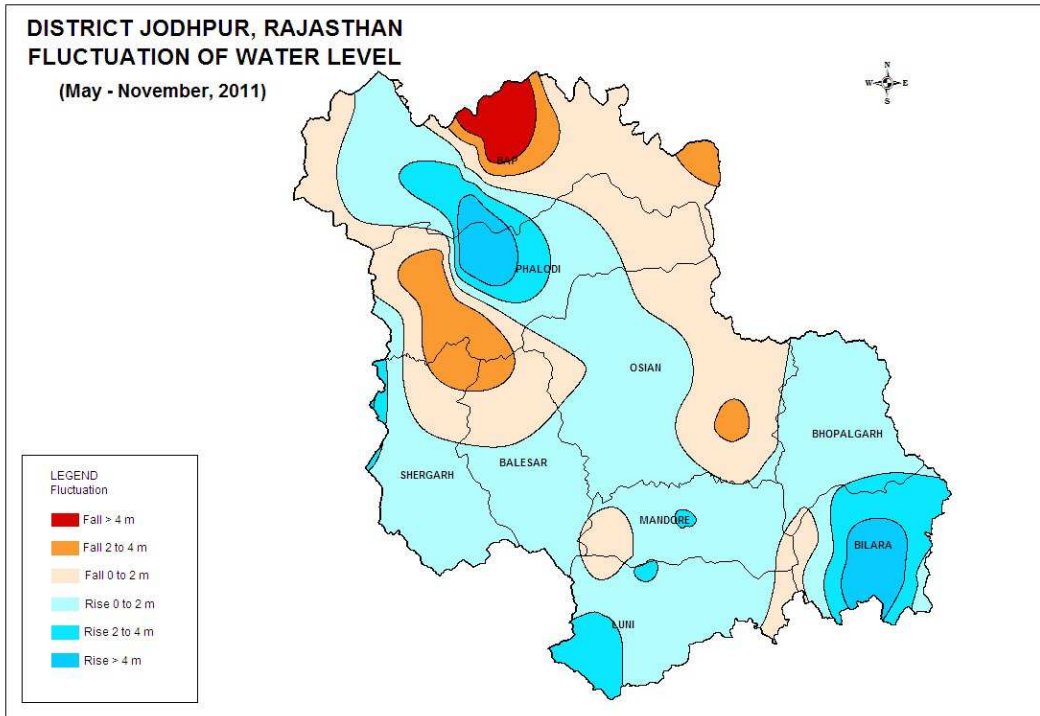 DISTRICT JODHPUR, RAJASTHAN
FLUCTUATION OF WATER LEVEL
(May - November, 2011)
N
W E
S
BAP
PHALODI
OSIAN
BHOPALGARH
SHERGARH
BALESAR
MANDORE
BILARA
LUNI
LEGEND
Fluctuation
Fall > 4 m
Fall 2 to 4 m
Fall 0 to 2 m
Rise 0 to 2 m
Rise 2 to 4 m
Rise > 4 m